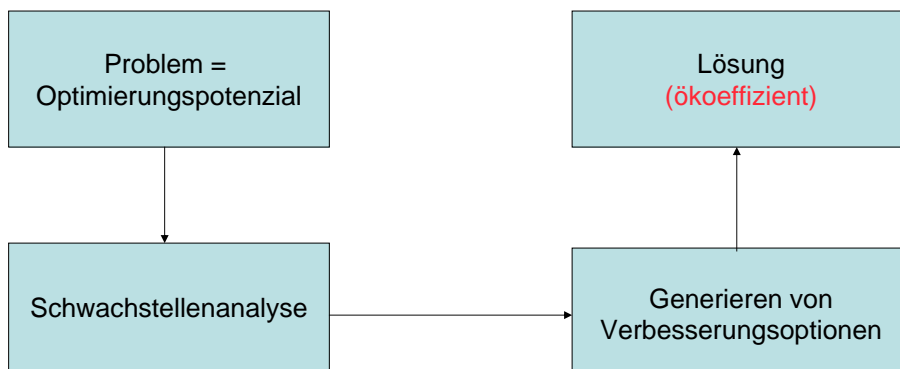 Problem =
Optimierungspotenzial
Lösung
(ökoeffizient)
Schwachstellenanalyse
Generieren von
Verbesserungsoptionen